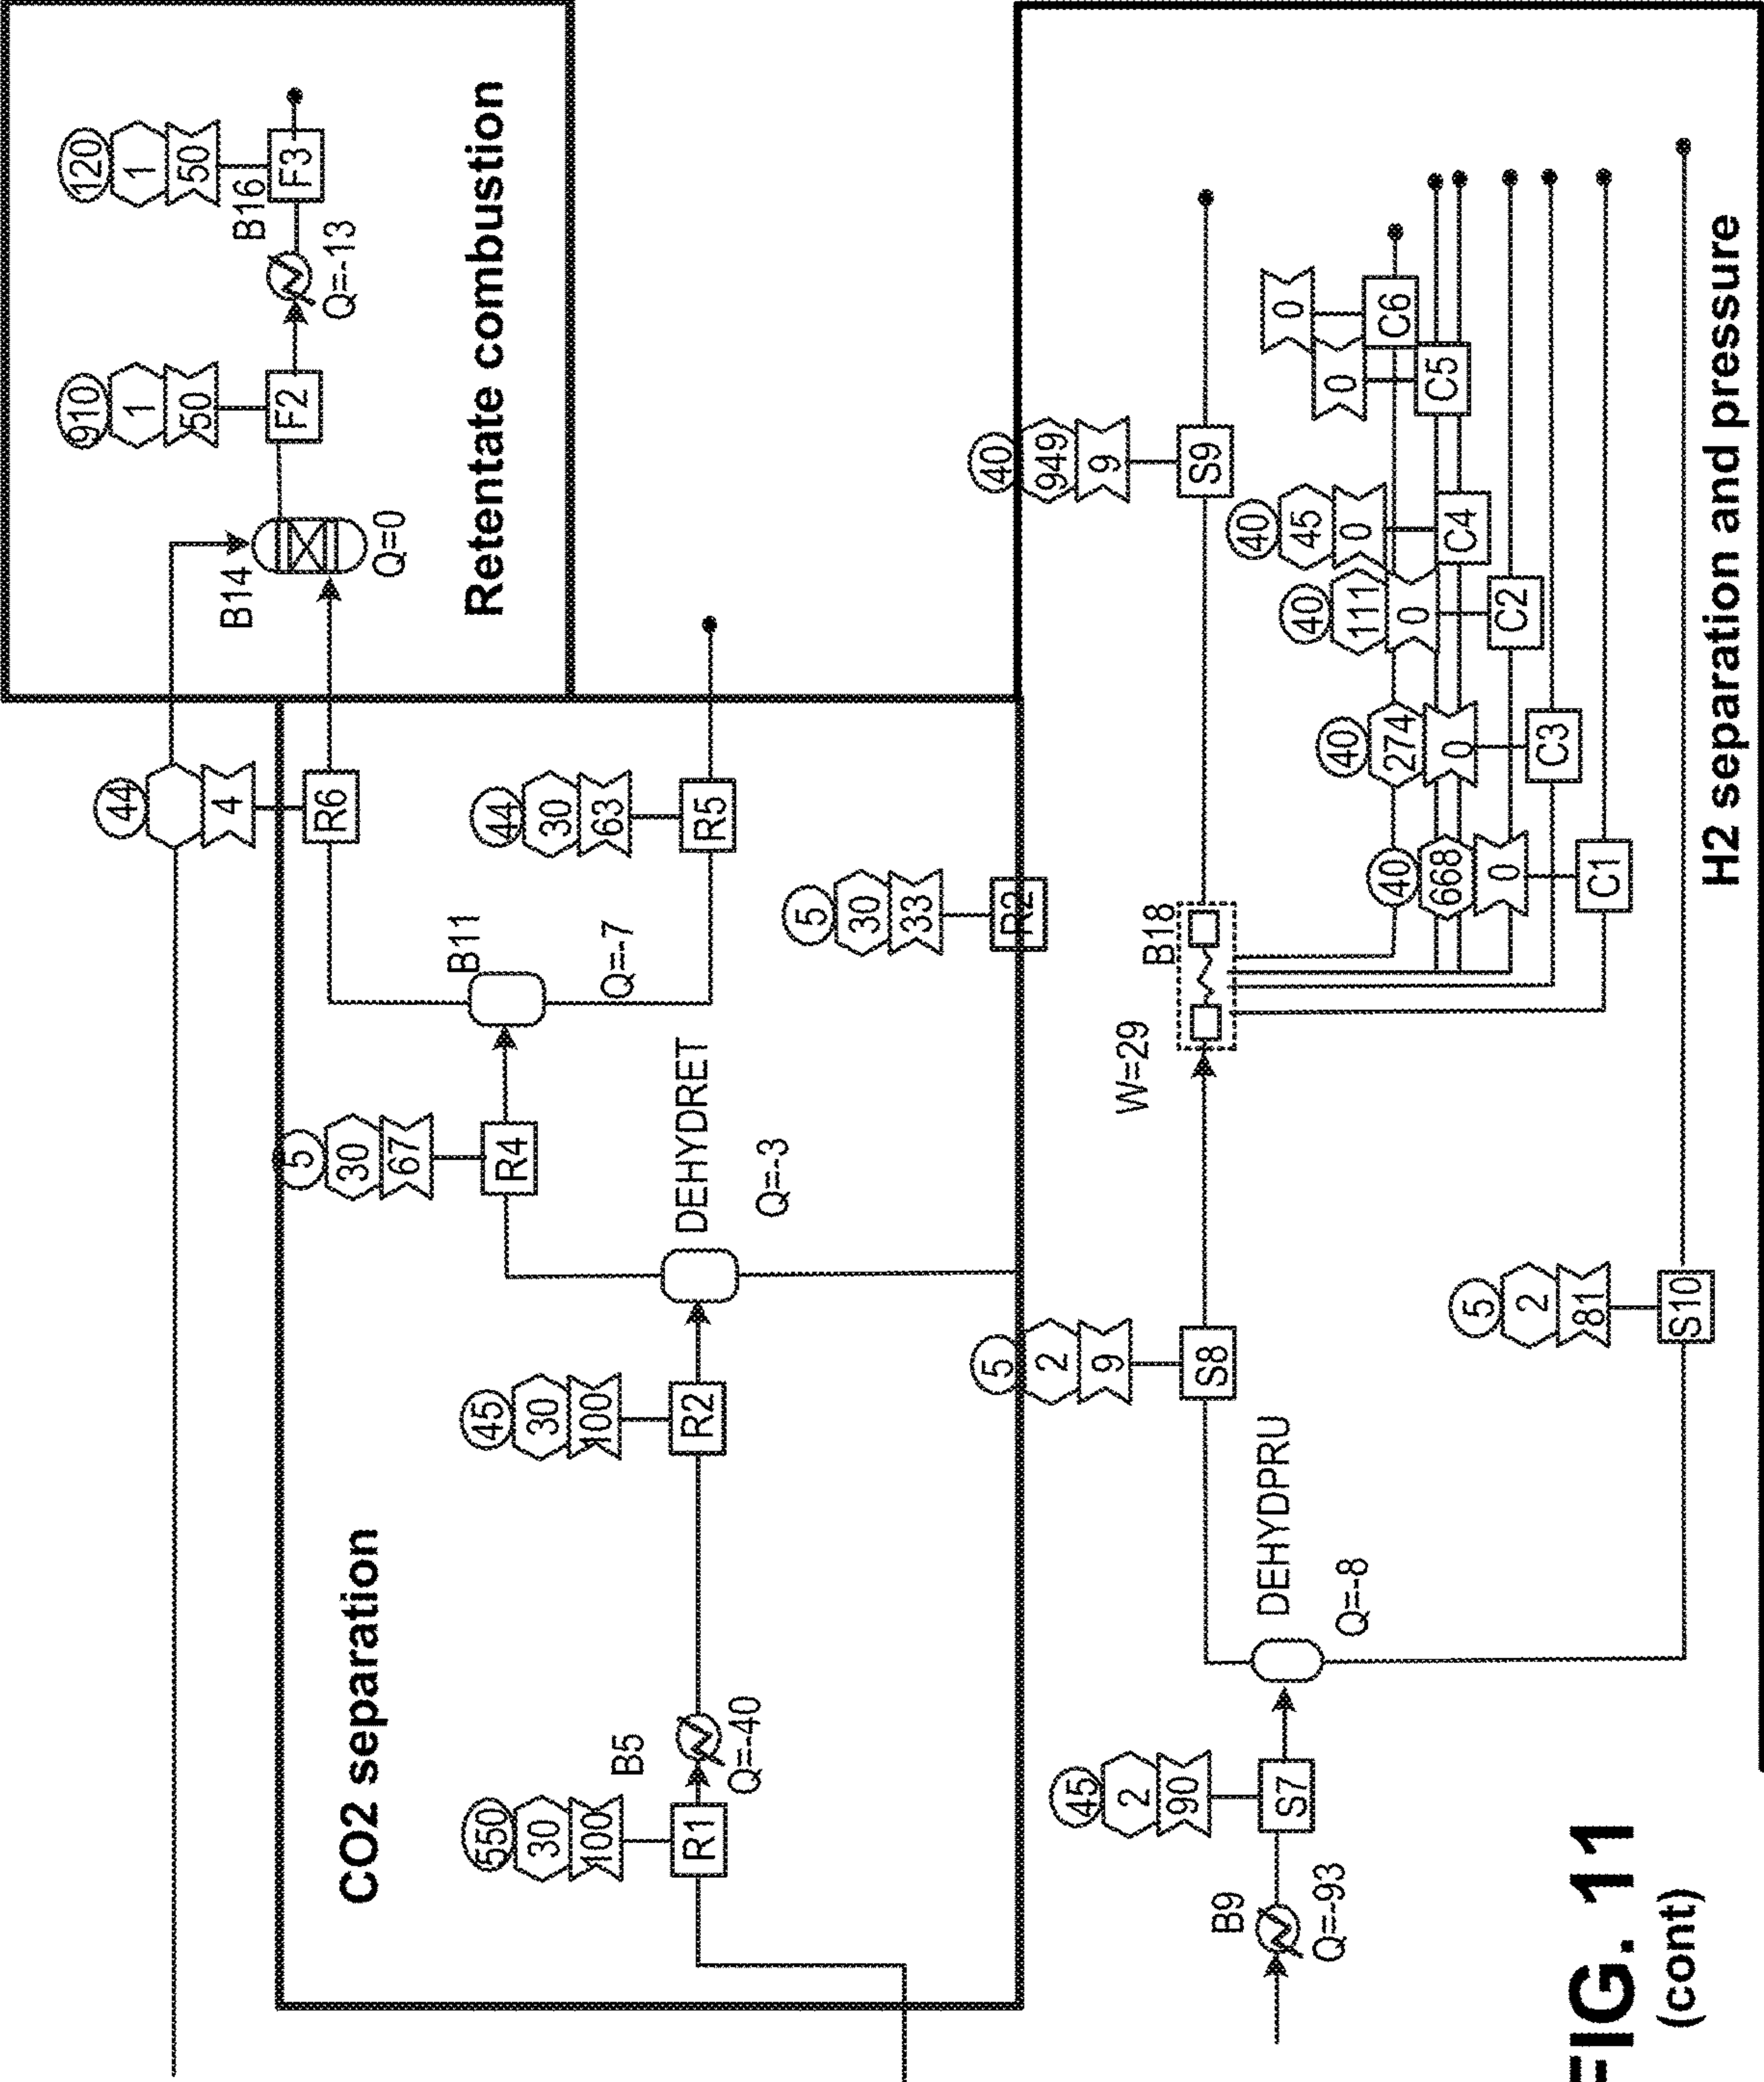 120
1
50
F3
B16
Q=-13
910
1
50
F2
B14
Q=0
Retentate combustion
44
4
R6
44
30
63
R5
B11
Q=-7
5
30
33
5
30
67
R4
DEHYDRET
Q=-3
45
30
100
R2
CO2 separation
550
30
100
R1
B5
Q=-40
40
949
9
S9
0
C6
0
C5
40
45
0
C4
40
111
0
C2
40
274
0
C3
40
668
0
C1
B18
W=29
5
2
9
S8
5
2
81
S10
DEHYDPRU
Q=-8
45
2
90
S7
B9
Q=-93
H2 separation and pressure
FIG. 11
(cont)